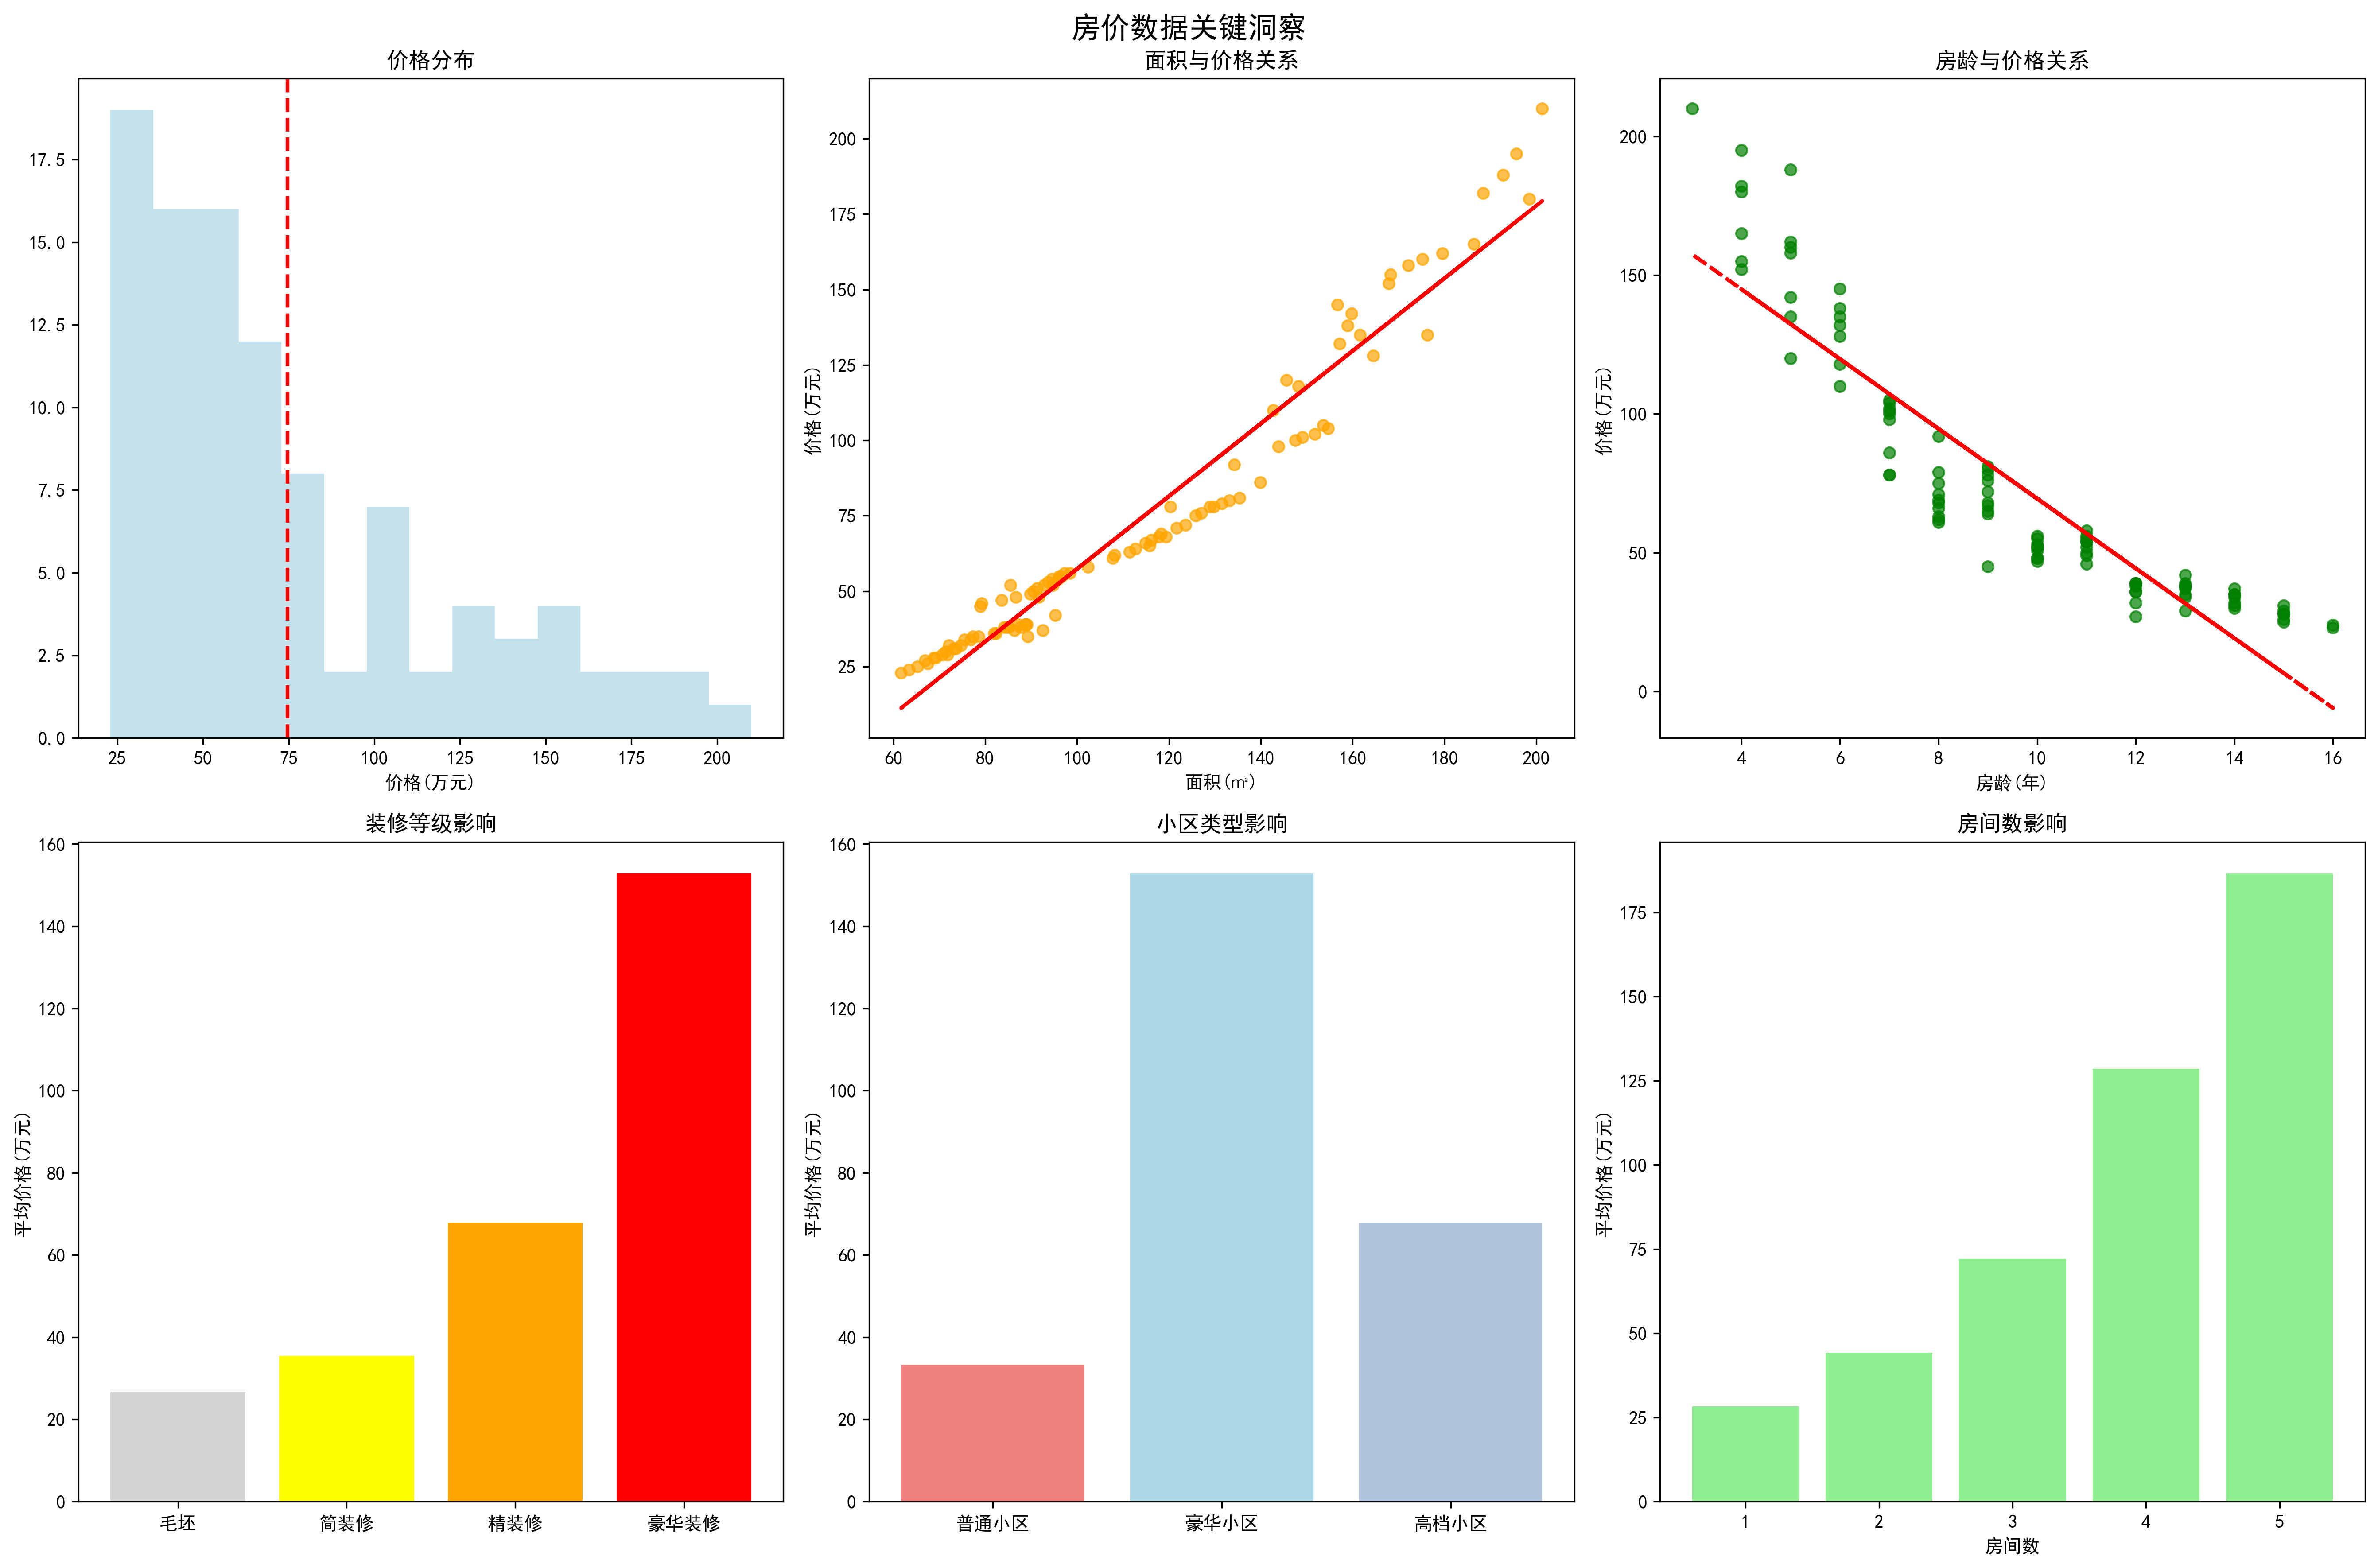 房价数据关键洞察
价格分布
17.5
15.0
12.5
10.0
7.5
5.0
2.5
0.0
25 50 75 100 125 150 175 200
价格(万元)
面积与价格关系
价格(万元)
200
175
150
125
100
75
50
25
60 80 100 120 140 160 180 200
面积(㎡)
房龄与价格关系
价格(万元)
200
150
100
50
0
4 6 8 10 12 14 16
房龄(年)
装修等级影响
平均价格(万元)
160
140
120
100
80
60
40
20
0
毛坯 简装修 精装修 豪华装修
小区类型影响
平均价格(万元)
160
140
120
100
80
60
40
20
0
普通小区 豪华小区 高档小区
房间数影响
平均价格(万元)
175
150
125
100
75
50
25
0
1 2 3 4 5
房间数